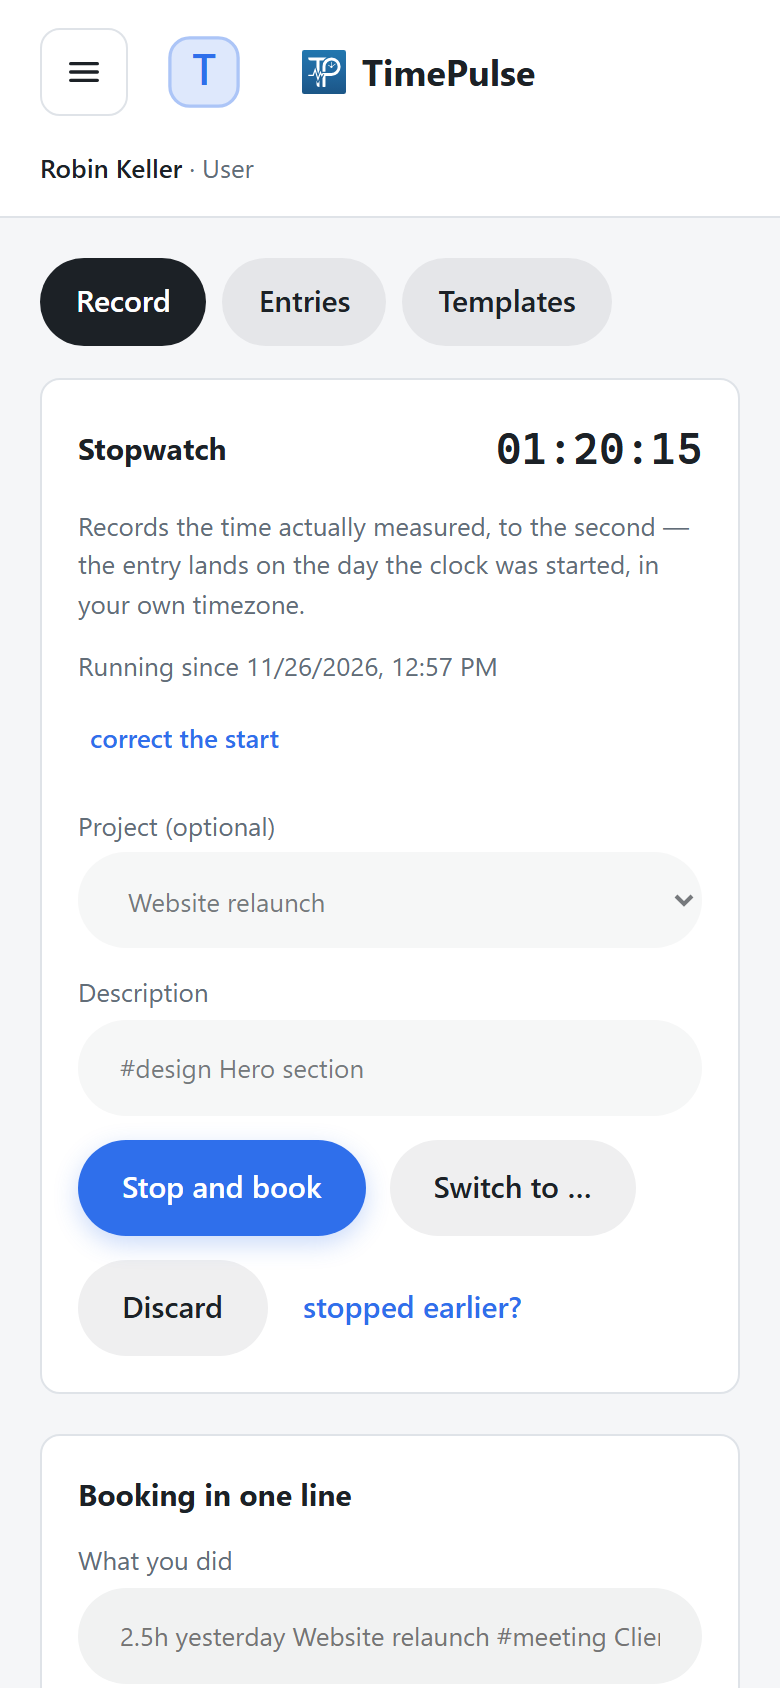 T
TP TimePulse
Robin Keller · User
Record
Entries
Templates
Stopwatch
01:20:15
Records the time actually measured, to the second —
the entry lands on the day the clock was started, in
your own timezone.
Running since 11/26/2026, 12:57 PM
correct the start
Project (optional)
Website relaunch
Description
#design Hero section
Stop and book
Switch to ...
Discard
stopped earlier?
Booking in one line
What you did
2.5h yesterday Website relaunch #meeting